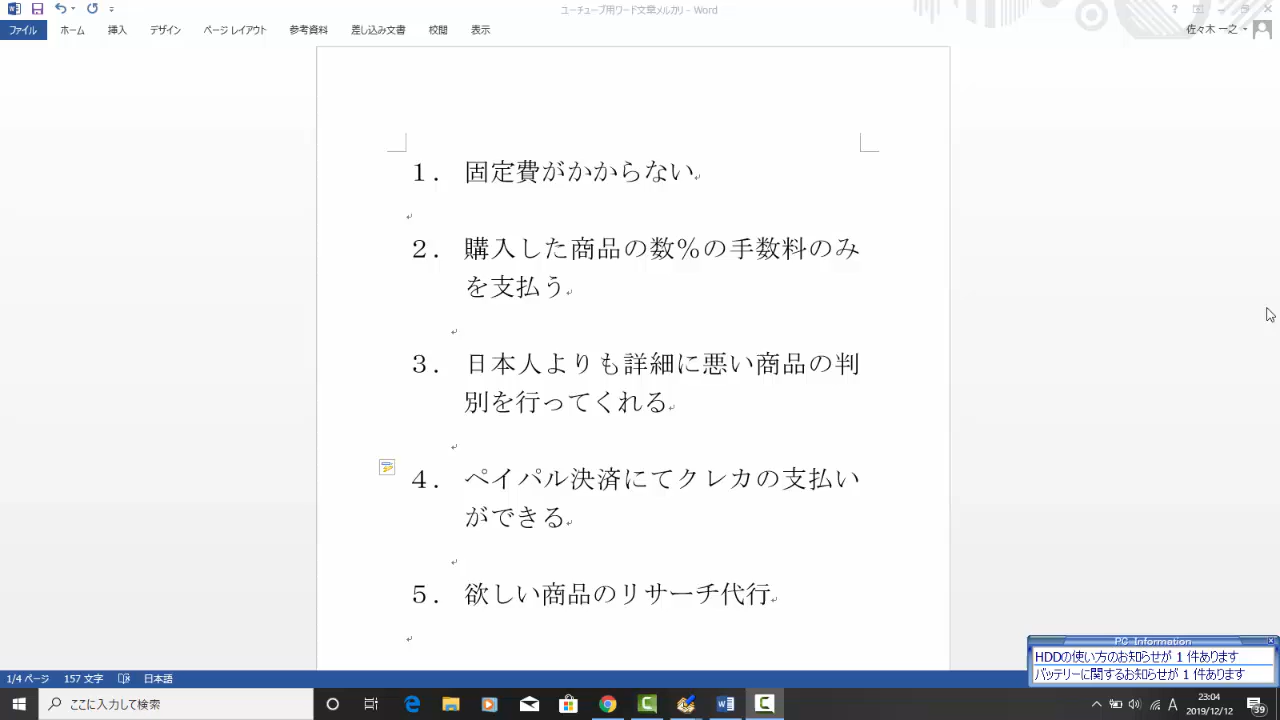 ユーチューブ用ワード文章メルカリ - Word
ファイル ホーム 挿入 デザイン ページ レイアウト 参考資料 差し込み文書 校閲 表示 佐々木 一之
１． 固定費がかからない
２． 購入した商品の数％の手数料のみ
を支払う
３． 日本人よりも詳細に悪い商品の判
別を行ってくれる
４． ペイパル決済にてクレカの支払い
ができる
５． 欲しい商品のリサーチ代行
PC Information
HDDの使い方のお知らせが 1 件あります
バッテリーに関するお知らせが 1 件あります
1/4 ページ 157 文字 日本語
ここに入力して検索
A
23:04
2019/12/12
39